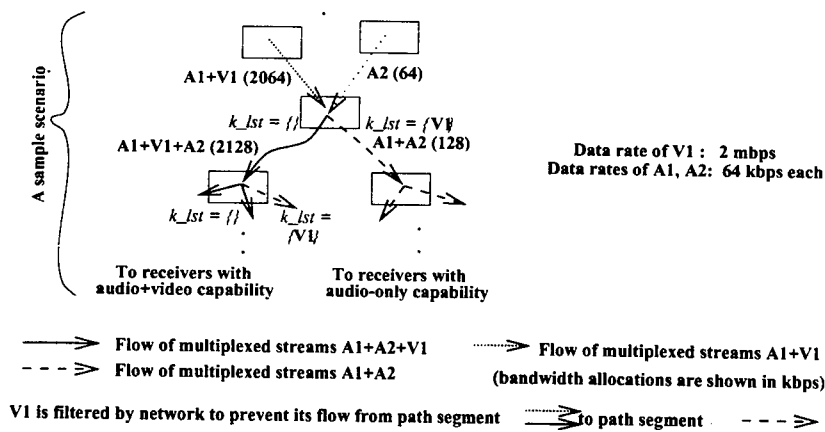 A sample scenario
A1+V1 (2064)
A2 (64)
k_lst = {}
k_lst = {V1}
A1+V1+A2 (2128)
A1+A2 (128)
Data rate of V1 : 2 mbps
Data rates of A1, A2: 64 kbps each
k_lst = {}
k_lst =
{V1}
To receivers with
audio+video capability
To receivers with
audio-only capability
Flow of multiplexed streams A1+A2+V1
Flow of multiplexed streams A1+V1
Flow of multiplexed streams A1+A2
(bandwidth allocations are shown in kbps)
V1 is filtered by network to prevent its flow from path segment to path segment